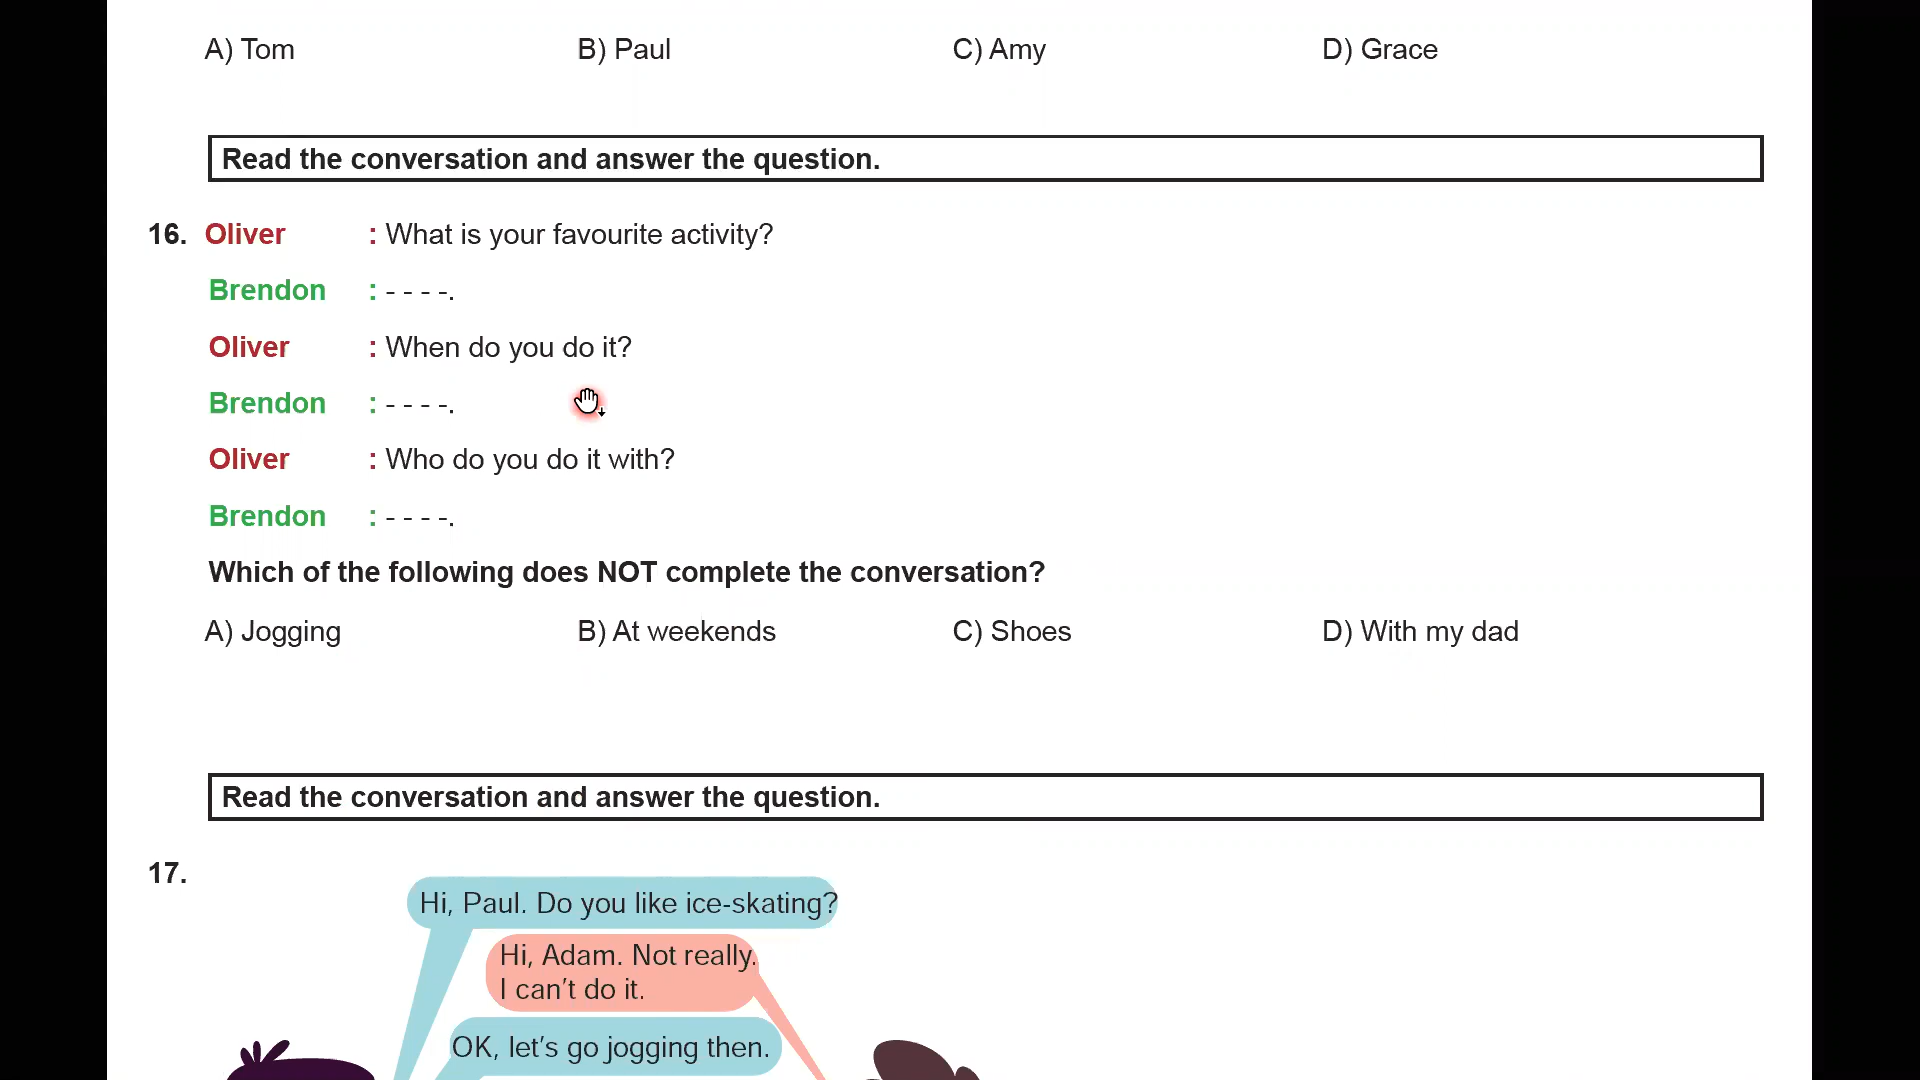 A) Tom B) Paul C) Amy D) Grace
Read the conversation and answer the question.
16. Oliver : What is your favourite activity?
Brendon : - - - -.
Oliver : When do you do it?
Brendon : - - - -.
Oliver : Who do you do it with?
Brendon : - - - -.
Which of the following does NOT complete the conversation?
A) Jogging B) At weekends C) Shoes D) With my dad
Read the conversation and answer the question.
17.
Hi, Paul. Do you like ice-skating?
Hi, Adam. Not really.
I can't do it.
OK, let's go jogging then.